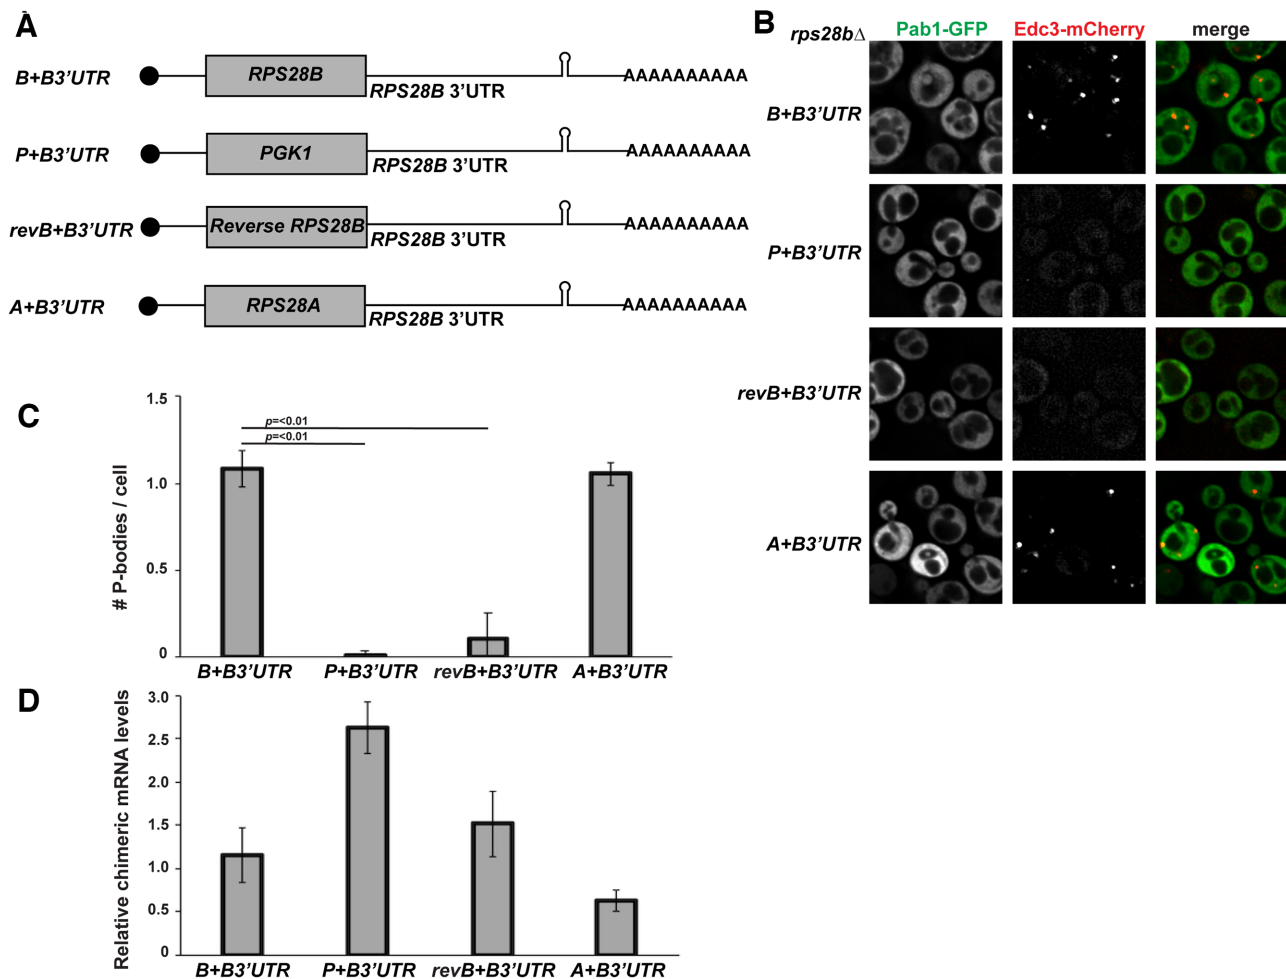 A
B+B3'UTR
RPS28B
RPS28B 3'UTR
AAAAAAAAAA
P+B3'UTR
PGK1
RPS28B 3'UTR
AAAAAAAAAA
revB+B3'UTR
Reverse RPS28B
RPS28B 3'UTR
AAAAAAAAAA
A+B3'UTR
RPS28A
RPS28B 3'UTR
AAAAAAAAAA
B
rps28bΔ Pab1-GFP Edc3-mCherry merge
B+B3'UTR
P+B3'UTR
revB+B3'UTR
A+B3'UTR
C
# P-bodies / cell
1.5
1.0
0.5
0
p=<0.01
p=<0.01
B+B3'UTR P+B3'UTR revB+B3'UTR A+B3'UTR
D
Relative chimeric mRNA levels
3.0
2.5
2.0
1.5
1.0
0.5
0
B+B3'UTR P+B3'UTR revB+B3'UTR A+B3'UTR